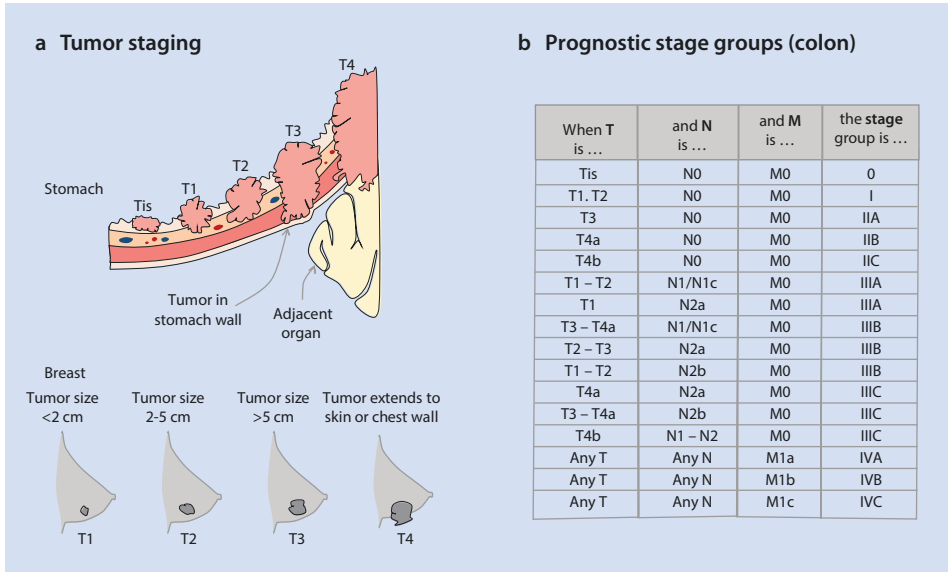 a Tumor staging
T4
T3
T2
T1
Tis
Stomach
Tumor in
stomach wall
Adjacent
organ
Breast
Tumor size
<2 cm
Tumor size
2-5 cm
Tumor size
>5 cm
Tumor extends to
skin or chest wall
T1 T2 T3 T4
b Prognostic stage groups (colon)
When T is … and N is … and M is … the stage group is …
Tis N0 M0 0
T1. T2 N0 M0 I
T3 N0 M0 IIA
T4a N0 M0 IIB
T4b N0 M0 IIC
T1 – T2 N1/N1c M0 IIIA
T1 N2a M0 IIIA
T3 – T4a N1/N1c M0 IIIB
T2 – T3 N2a M0 IIIB
T1 – T2 N2b M0 IIIB
T4a N2a M0 IIIC
T3 – T4a N2b M0 IIIC
T4b N1 – N2 M0 IIIC
Any T Any N M1a IVA
Any T Any N M1b IVB
Any T Any N M1c IVC